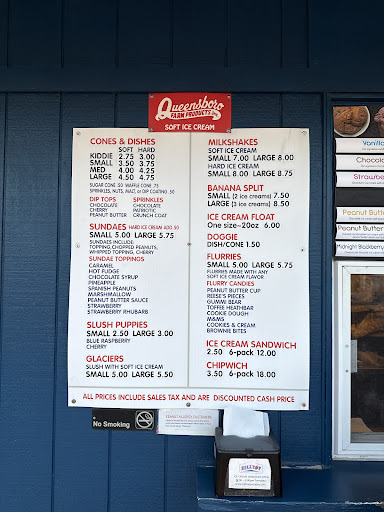 Queensboro
FARM PRODUCTS
SOFT ICE CREAM
CONES & DISHES
SOFT HARD
KIDDIE 2.75 3.00
SMALL 3.50 3.75
MED 4.00 4.25
LARGE 4.50 4.75
SUGAR CONE .50 WAFFLE CONE .75
SPRINKLES, NUTS, MALT, or DIP COATING .50
DIP TOPS SPRINKLES
CHOCOLATE CHOCOLATE
CHERRY PATRIOTIC
PEANUT BUTTER CRUNCH COAT
SUNDAES HARD ICE CREAM ADD .50
SMALL 5.00 LARGE 5.75
SUNDAES INCLUDE:
TOPPING, CHOPPED PEANUTS,
WHIPPED TOPPING, CHERRY
SUNDAE TOPPINGS
CARAMEL
HOT FUDGE
CHOCOLATE SYRUP
PINEAPPLE
SPANISH PEANUTS
MARSHMALLOW
PEANUT BUTTER SAUCE
STRAWBERRY
STRAWBERRY RHUBARB
SLUSH PUPPIES
SMALL 2.50 LARGE 3.00
BLUE RASPBERRY
CHERRY
GLACIERS
SLUSH WITH SOFT ICE CREAM
SMALL 5.00 LARGE 5.50
MILKSHAKES
SOFT ICE CREAM
SMALL 7.00 LARGE 8.00
HARD ICE CREAM
SMALL 8.00 LARGE 8.75
BANANA SPLIT
SMALL (2 ice creams) 7.50
LARGE (3 ice creams) 8.50
ICE CREAM FLOAT
One size~20oz 6.00
DOGGIE
DISH/CONE 1.50
FLURRIES
SMALL 5.00 LARGE 5.75
FLURRIES MADE WITH ANY
SOFT ICE CREAM FLAVOR
FLURRY CANDIES
PEANUT BUTTER CUP
REESE'S PIECES
GUMMI BEAR
TOFFEE HEATHBAR
COOKIE DOUGH
M&MS
COOKIES & CREAM
BROWNIE BITES
ICE CREAM SANDWICH
2.50 6-pack 12.00
CHIPWICH
3.50 6-pack 18.00
ALL PRICES INCLUDE SALES TAX AND ARE DISCOUNTED CASH PRICE
No Smoking
Vanilla
Chocolate
Strawbe
Peanut Butte
Peanut Butter
Midnight Blackberry